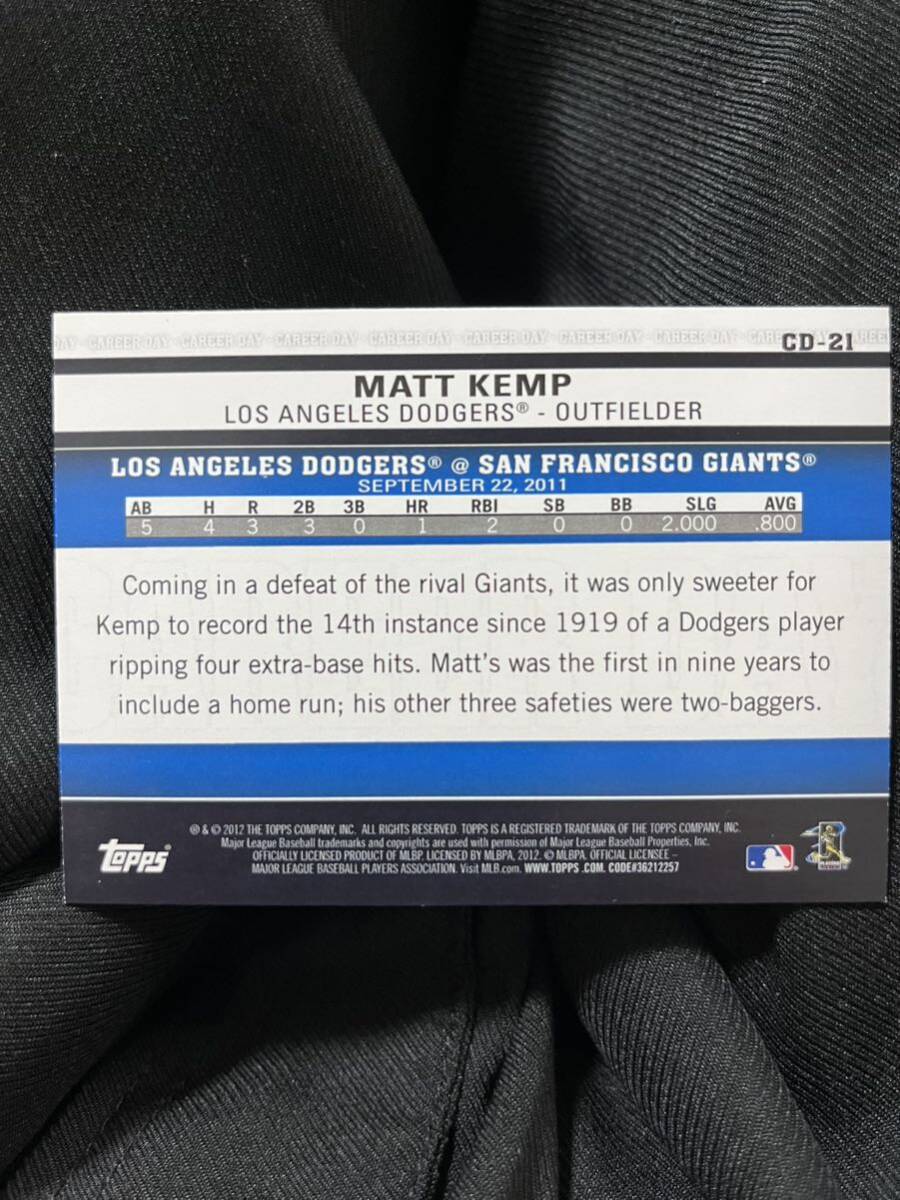 CAREER DAY - CAREER DAY - CAREER DAY - CAREER DAY - CAREER DAY - CAREER DAY - CAREER DAY
CD-21
MATT KEMP
LOS ANGELES DODGERS® - OUTFIELDER
LOS ANGELES DODGERS® @ SAN FRANCISCO GIANTS®
SEPTEMBER 22, 2011
AB H R 2B 3B HR RBI SB BB SLG AVG
5 4 3 3 0 1 2 0 0 2.000 .800
Coming in a defeat of the rival Giants, it was only sweeter for
Kemp to record the 14th instance since 1919 of a Dodgers player
ripping four extra-base hits. Matt's was the first in nine years to
include a home run; his other three safeties were two-baggers.
® & © 2012 THE TOPPS COMPANY, INC. ALL RIGHTS RESERVED. TOPPS IS A REGISTERED TRADEMARK OF THE TOPPS COMPANY, INC.
Major League Baseball trademarks and copyrights are used with permission of Major League Baseball Properties, Inc.
OFFICIALLY LICENSED PRODUCT OF MLBP. LICENSED BY MLBPA, 2012. © MLBPA. OFFICIAL LICENSEE –
MAJOR LEAGUE BASEBALL PLAYERS ASSOCIATION. Visit MLB.com. WWW.TOPPS.COM. CODE#36212257
topps®